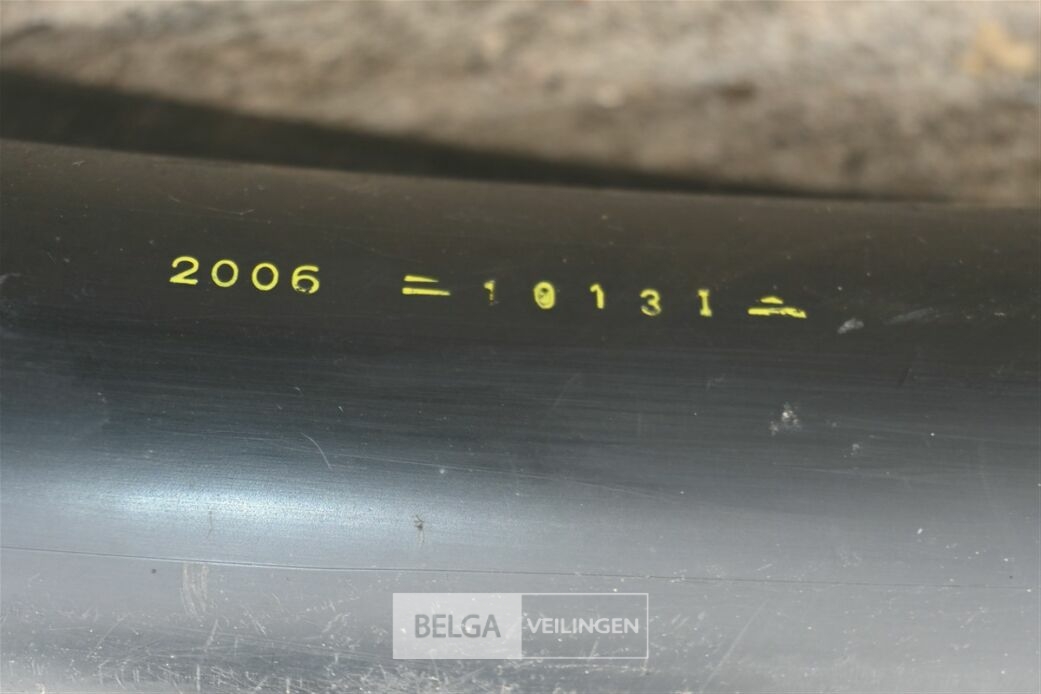 2006 = 10131
BELGA VEILINGEN